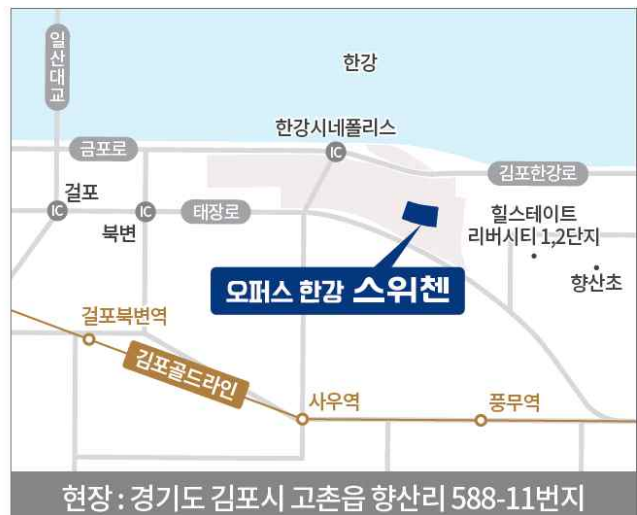 일산대교
한강
한강시네폴리스
IC
금포로
김포한강로
걸포
IC
IC
북변
태장로
힐스테이트
리버시티 1,2단지
향산초
오퍼스 한강 스위첸
걸포북변역
김포골드라인
사우역
풍무역
현장 : 경기도 김포시 고촌읍 향산리 588-11번지